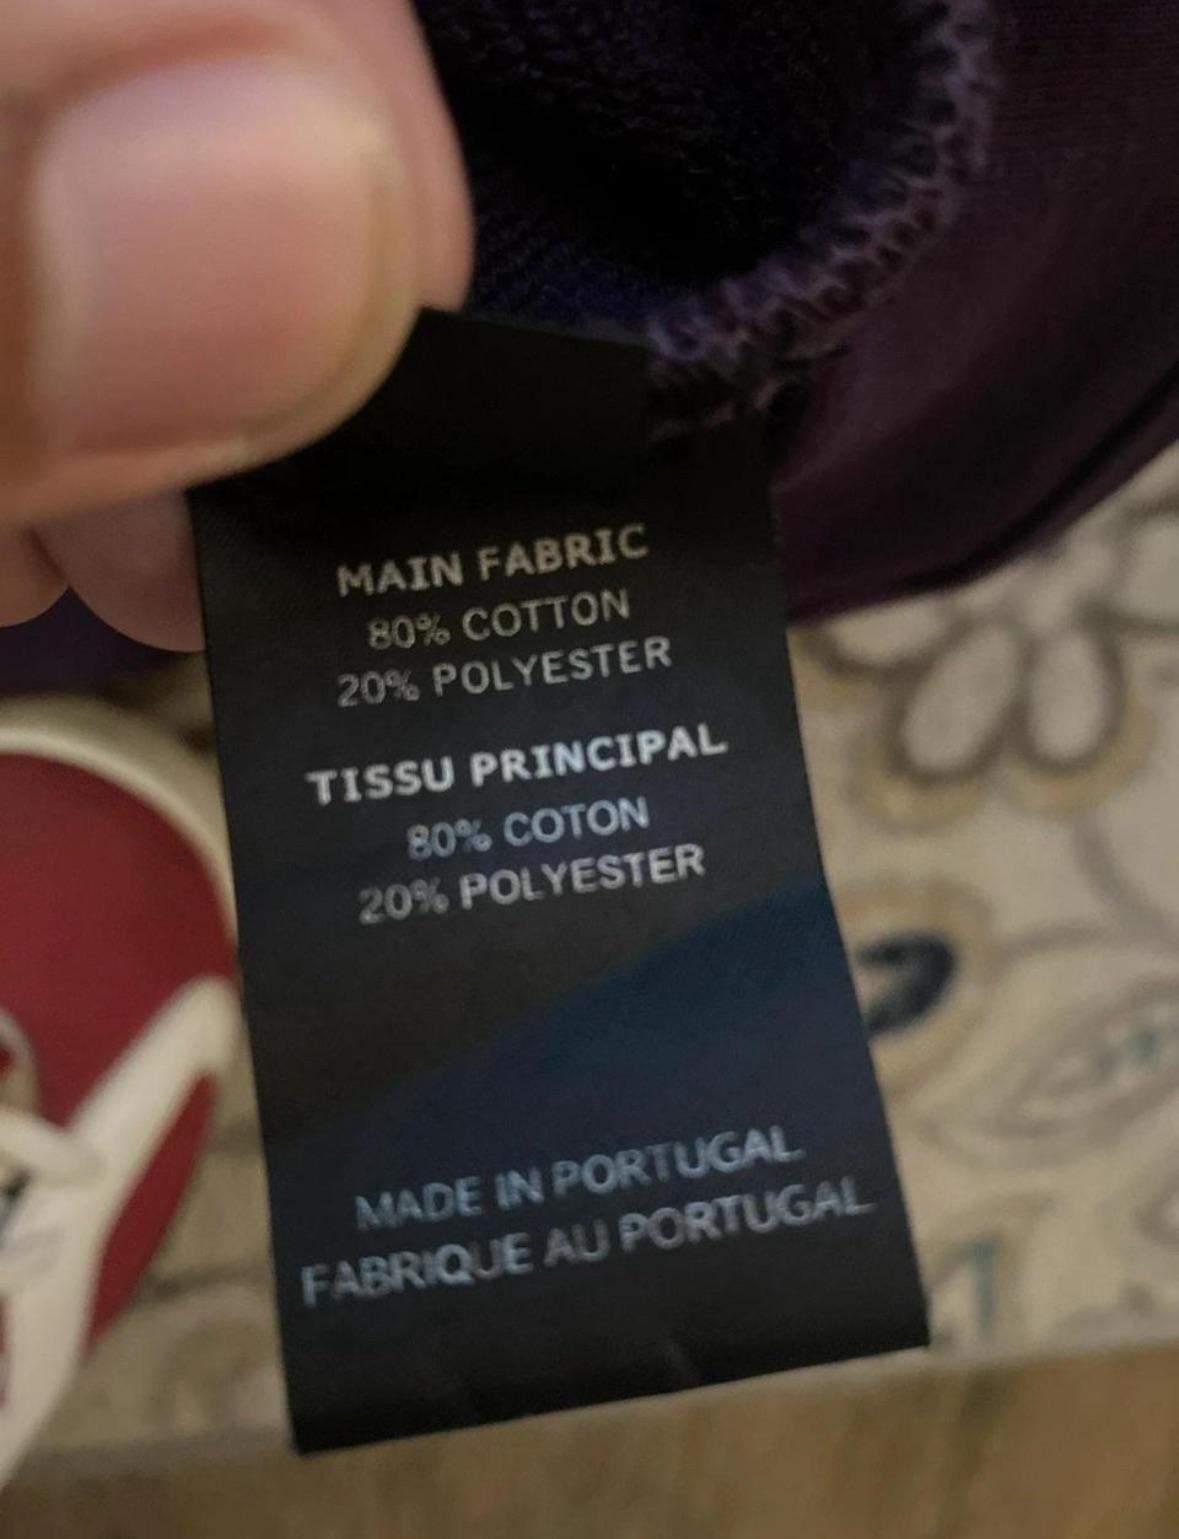 MAIN FABRIC
80% COTTON
20% POLYESTER
TISSU PRINCIPAL
80% COTON
20% POLYESTER
MADE IN PORTUGAL
FABRIQUE AU PORTUGAL